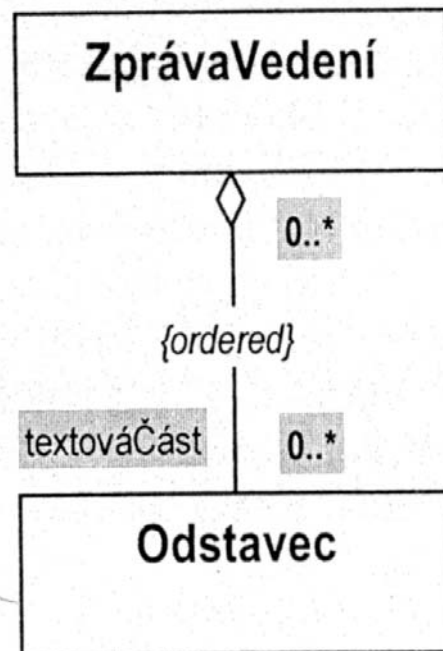 ZprávaVedení
0..*
{ordered}
textováČást
0..*
Odstavec